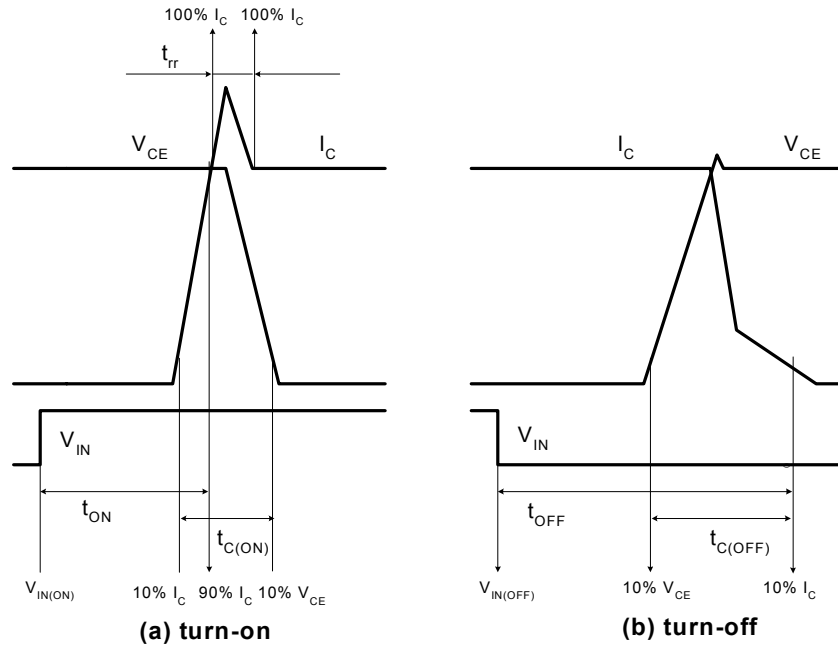 100% I_C 100% I_C
t_rr
V_CE I_C
I_C V_CE
V_IN
V_IN
t_ON
t_OFF
t_C(ON)
t_C(OFF)
V_IN(ON) 10% I_C 90% I_C 10% V_CE
V_IN(OFF) 10% V_CE 10% I_C
(a) turn-on
(b) turn-off